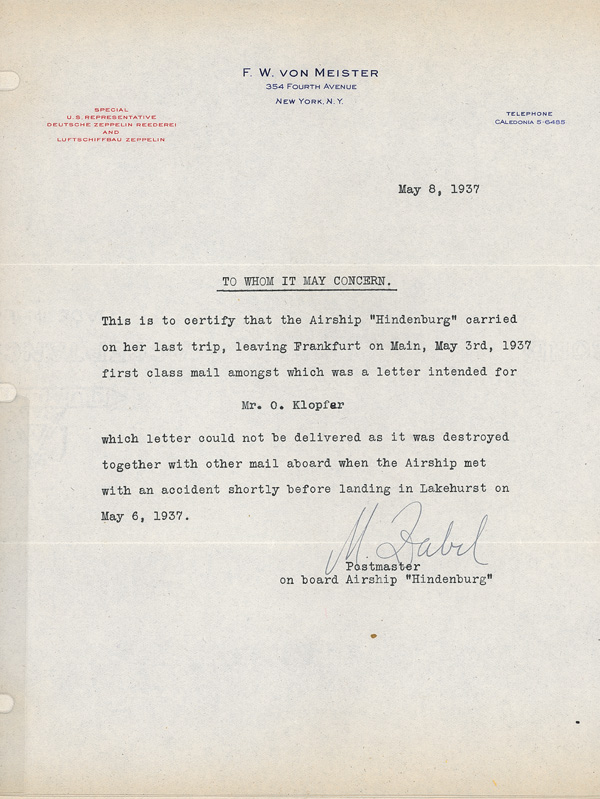 F. W. VON MEISTER
354 FOURTH AVENUE
NEW YORK, N. Y.
SPECIAL
U. S. REPRESENTATIVE
DEUTSCHE ZEPPELIN-REEDEREI
AND
LUFTSCHIFFBAU ZEPPELIN
TELEPHONE
CALEDONIA 5-6485
May 8, 1937
TO WHOM IT MAY CONCERN.
This is to certify that the Airship "Hindenburg" carried
on her last trip, leaving Frankfurt on Main, May 3rd, 1937
first class mail amongst which was a letter intended for
Mr. O. Klopfer
which letter could not be delivered as it was destroyed
together with other mail aboard when the Airship met
with an accident shortly before landing in Lakehurst on
May 6, 1937.
M. Zabel
Postmaster
on board Airship "Hindenburg"